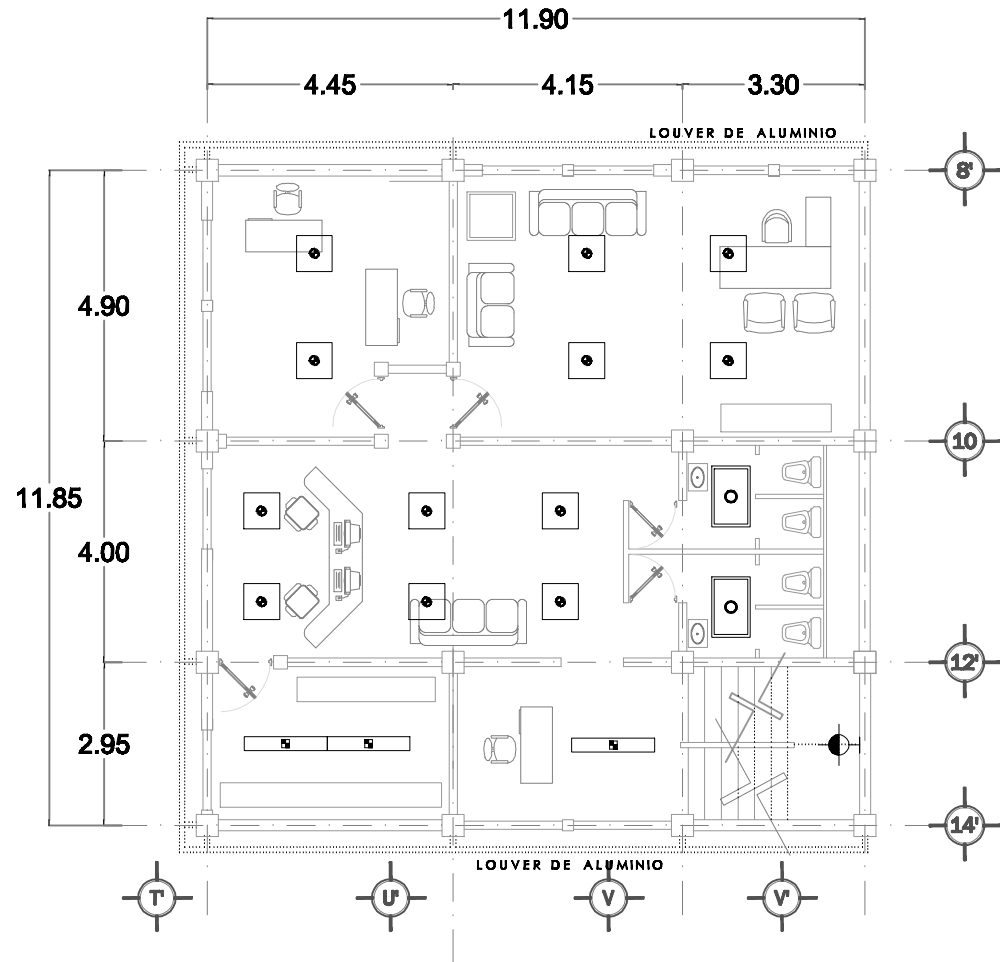 11.90
4.45
4.15
3.30
LOUVER DE ALUMINIO
8'
4.90
10
11.85
4.00
12'
2.95
14'
LOUVER DE ALUMINIO
T'
U'
V
V'